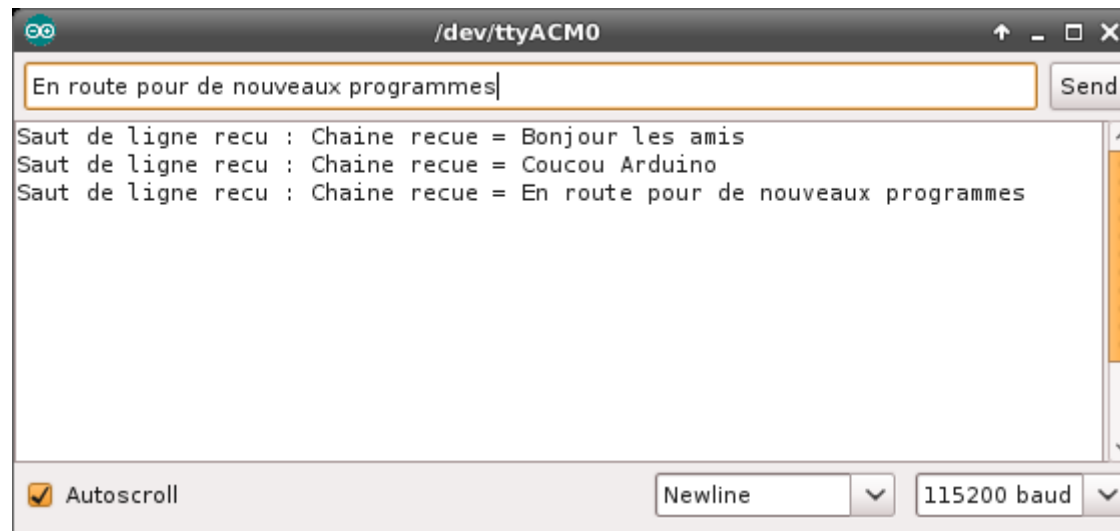 /dev/ttyACM0
En route pour de nouveaux programmes
Send
Saut de ligne recu : Chaine recue = Bonjour les amis
Saut de ligne recu : Chaine recue = Coucou Arduino
Saut de ligne recu : Chaine recue = En route pour de nouveaux programmes
Autoscroll
Newline
115200 baud